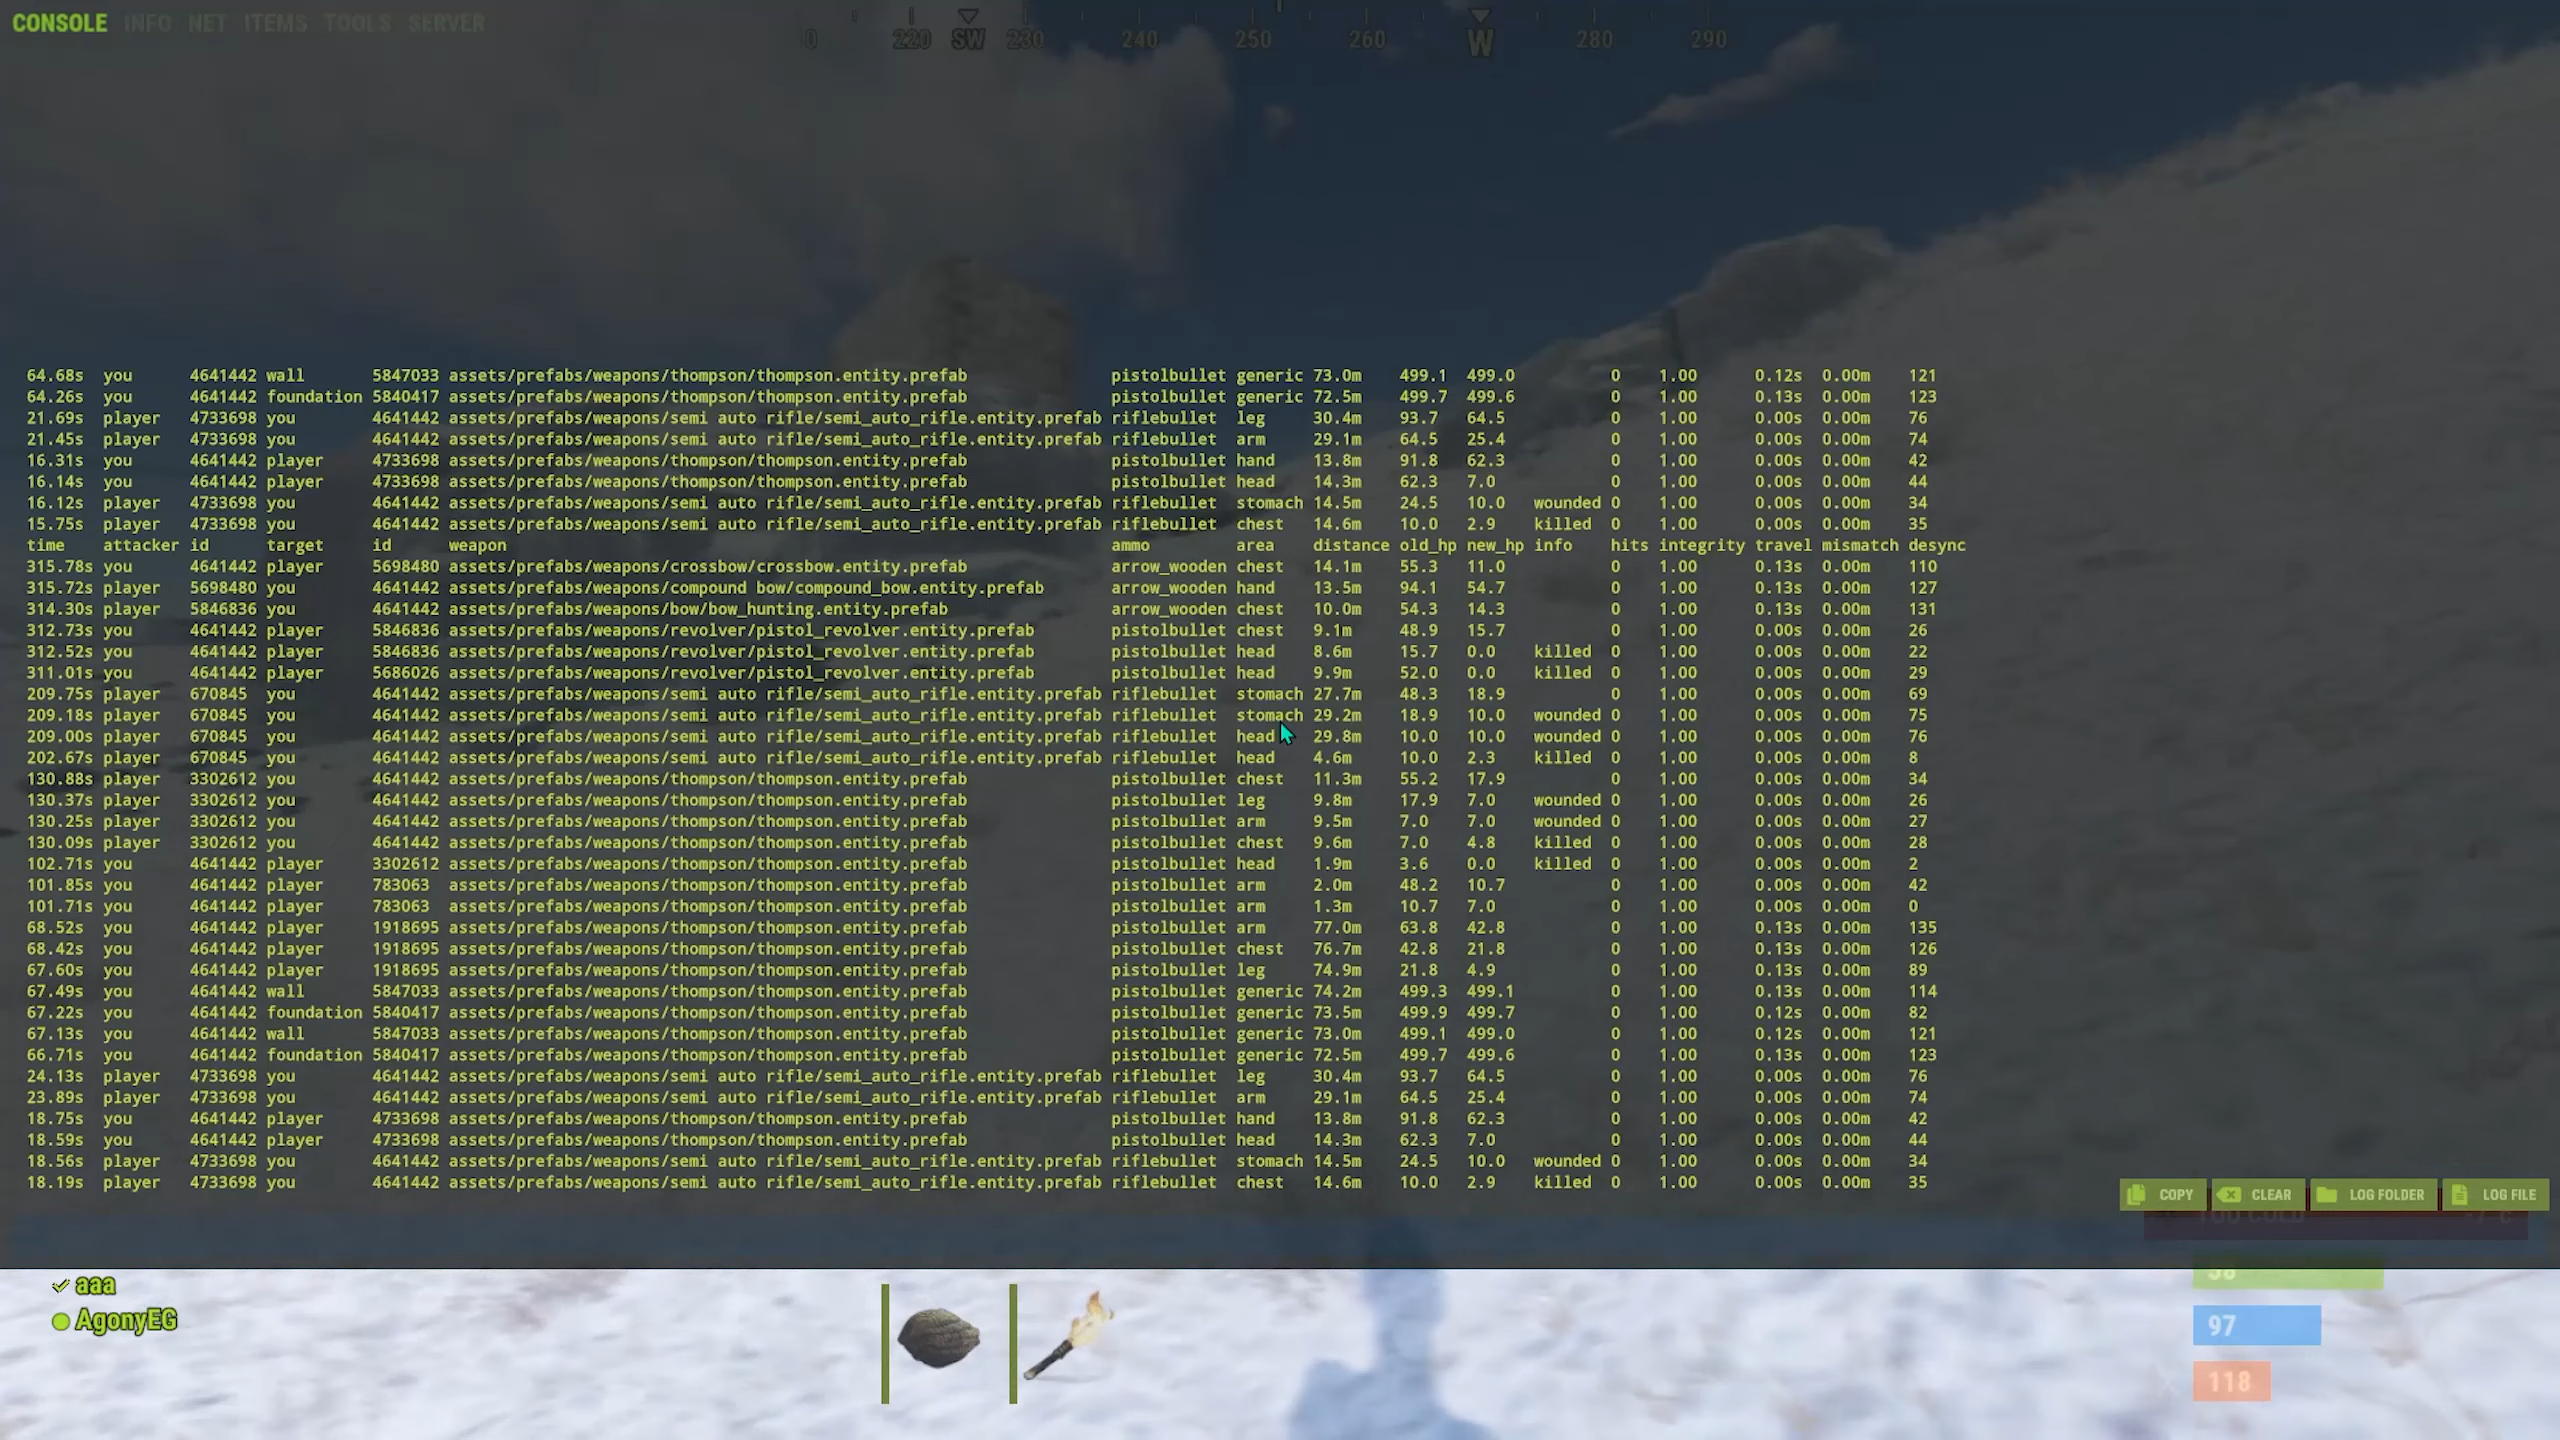 CONSOLE INFO NET ITEMS TOOLS SERVER
0 220 SW 230 240 250 260 W 280 290
64.68s you 4641442 wall 5847033 assets/prefabs/weapons/thompson/thompson.entity.prefab pistolbullet generic 73.0m 499.1 499.0 0 1.00 0.12s 0.00m 121
64.26s you 4641442 foundation 5840417 assets/prefabs/weapons/thompson/thompson.entity.prefab pistolbullet generic 72.5m 499.7 499.6 0 1.00 0.13s 0.00m 123
21.69s player 4733698 you 4641442 assets/prefabs/weapons/semi auto rifle/semi_auto_rifle.entity.prefab riflebullet leg 30.4m 93.7 64.5 0 1.00 0.00s 0.00m 76
21.45s player 4733698 you 4641442 assets/prefabs/weapons/semi auto rifle/semi_auto_rifle.entity.prefab riflebullet arm 29.1m 64.5 25.4 0 1.00 0.00s 0.00m 74
16.31s you 4641442 player 4733698 assets/prefabs/weapons/thompson/thompson.entity.prefab pistolbullet hand 13.8m 91.8 62.3 0 1.00 0.00s 0.00m 42
16.14s you 4641442 player 4733698 assets/prefabs/weapons/thompson/thompson.entity.prefab pistolbullet head 14.3m 62.3 7.0 0 1.00 0.00s 0.00m 44
16.12s player 4733698 you 4641442 assets/prefabs/weapons/semi auto rifle/semi_auto_rifle.entity.prefab riflebullet stomach 14.5m 24.5 10.0 wounded 0 1.00 0.00s 0.00m 34
15.75s player 4733698 you 4641442 assets/prefabs/weapons/semi auto rifle/semi_auto_rifle.entity.prefab riflebullet chest 14.6m 10.0 2.9 killed 0 1.00 0.00s 0.00m 35
time attacker id target id weapon ammo area distance old_hp new_hp info hits integrity travel mismatch desync
315.78s you 4641442 player 5698480 assets/prefabs/weapons/crossbow/crossbow.entity.prefab arrow_wooden chest 14.1m 55.3 11.0 0 1.00 0.13s 0.00m 110
315.72s player 5698480 you 4641442 assets/prefabs/weapons/compound bow/compound_bow.entity.prefab arrow_wooden hand 13.5m 94.1 54.7 0 1.00 0.13s 0.00m 127
314.30s player 5846836 you 4641442 assets/prefabs/weapons/bow/bow_hunting.entity.prefab arrow_wooden chest 10.0m 54.3 14.3 0 1.00 0.13s 0.00m 131
312.73s you 4641442 player 5846836 assets/prefabs/weapons/revolver/pistol_revolver.entity.prefab pistolbullet chest 9.1m 48.9 15.7 0 1.00 0.00s 0.00m 26
312.52s you 4641442 player 5846836 assets/prefabs/weapons/revolver/pistol_revolver.entity.prefab pistolbullet head 8.6m 15.7 0.0 killed 0 1.00 0.00s 0.00m 22
311.01s you 4641442 player 5686026 assets/prefabs/weapons/revolver/pistol_revolver.entity.prefab pistolbullet head 9.9m 52.0 0.0 killed 0 1.00 0.00s 0.00m 29
209.75s player 670845 you 4641442 assets/prefabs/weapons/semi auto rifle/semi_auto_rifle.entity.prefab riflebullet stomach 27.7m 48.3 18.9 0 1.00 0.00s 0.00m 69
209.18s player 670845 you 4641442 assets/prefabs/weapons/semi auto rifle/semi_auto_rifle.entity.prefab riflebullet stomach 29.2m 18.9 10.0 wounded 0 1.00 0.00s 0.00m 75
209.00s player 670845 you 4641442 assets/prefabs/weapons/semi auto rifle/semi_auto_rifle.entity.prefab riflebullet head 29.8m 10.0 10.0 wounded 0 1.00 0.00s 0.00m 76
202.67s player 670845 you 4641442 assets/prefabs/weapons/semi auto rifle/semi_auto_rifle.entity.prefab riflebullet head 4.6m 10.0 2.3 killed 0 1.00 0.00s 0.00m 8
130.88s player 3302612 you 4641442 assets/prefabs/weapons/thompson/thompson.entity.prefab pistolbullet chest 11.3m 55.2 17.9 0 1.00 0.00s 0.00m 34
130.37s player 3302612 you 4641442 assets/prefabs/weapons/thompson/thompson.entity.prefab pistolbullet leg 9.8m 17.9 7.0 wounded 0 1.00 0.00s 0.00m 26
130.25s player 3302612 you 4641442 assets/prefabs/weapons/thompson/thompson.entity.prefab pistolbullet arm 9.5m 7.0 7.0 wounded 0 1.00 0.00s 0.00m 27
130.09s player 3302612 you 4641442 assets/prefabs/weapons/thompson/thompson.entity.prefab pistolbullet chest 9.6m 7.0 4.8 killed 0 1.00 0.00s 0.00m 28
102.71s you 4641442 player 3302612 assets/prefabs/weapons/thompson/thompson.entity.prefab pistolbullet head 1.9m 3.6 0.0 killed 0 1.00 0.00s 0.00m 2
101.85s you 4641442 player 783063 assets/prefabs/weapons/thompson/thompson.entity.prefab pistolbullet arm 2.0m 48.2 10.7 0 1.00 0.00s 0.00m 42
101.71s you 4641442 player 783063 assets/prefabs/weapons/thompson/thompson.entity.prefab pistolbullet arm 1.3m 10.7 7.0 0 1.00 0.00s 0.00m 0
68.52s you 4641442 player 1918695 assets/prefabs/weapons/thompson/thompson.entity.prefab pistolbullet arm 77.0m 63.8 42.8 0 1.00 0.13s 0.00m 135
68.42s you 4641442 player 1918695 assets/prefabs/weapons/thompson/thompson.entity.prefab pistolbullet chest 76.7m 42.8 21.8 0 1.00 0.13s 0.00m 126
67.60s you 4641442 player 1918695 assets/prefabs/weapons/thompson/thompson.entity.prefab pistolbullet leg 74.9m 21.8 4.9 0 1.00 0.13s 0.00m 89
67.49s you 4641442 wall 5847033 assets/prefabs/weapons/thompson/thompson.entity.prefab pistolbullet generic 74.2m 499.3 499.1 0 1.00 0.13s 0.00m 114
67.22s you 4641442 foundation 5840417 assets/prefabs/weapons/thompson/thompson.entity.prefab pistolbullet generic 73.5m 499.9 499.7 0 1.00 0.12s 0.00m 82
67.13s you 4641442 wall 5847033 assets/prefabs/weapons/thompson/thompson.entity.prefab pistolbullet generic 73.0m 499.1 499.0 0 1.00 0.12s 0.00m 121
66.71s you 4641442 foundation 5840417 assets/prefabs/weapons/thompson/thompson.entity.prefab pistolbullet generic 72.5m 499.7 499.6 0 1.00 0.13s 0.00m 123
24.13s player 4733698 you 4641442 assets/prefabs/weapons/semi auto rifle/semi_auto_rifle.entity.prefab riflebullet leg 30.4m 93.7 64.5 0 1.00 0.00s 0.00m 76
23.89s player 4733698 you 4641442 assets/prefabs/weapons/semi auto rifle/semi_auto_rifle.entity.prefab riflebullet arm 29.1m 64.5 25.4 0 1.00 0.00s 0.00m 74
18.75s you 4641442 player 4733698 assets/prefabs/weapons/thompson/thompson.entity.prefab pistolbullet hand 13.8m 91.8 62.3 0 1.00 0.00s 0.00m 42
18.59s you 4641442 player 4733698 assets/prefabs/weapons/thompson/thompson.entity.prefab pistolbullet head 14.3m 62.3 7.0 0 1.00 0.00s 0.00m 44
18.56s player 4733698 you 4641442 assets/prefabs/weapons/semi auto rifle/semi_auto_rifle.entity.prefab riflebullet stomach 14.5m 24.5 10.0 wounded 0 1.00 0.00s 0.00m 34
18.19s player 4733698 you 4641442 assets/prefabs/weapons/semi auto rifle/semi_auto_rifle.entity.prefab riflebullet chest 14.6m 10.0 2.9 killed 0 1.00 0.00s 0.00m 35
COPY CLEAR LOG FOLDER LOG FILE
TOO COLD
aaa
AgonyEG
97
118